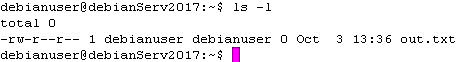 debianuser@debianServ2017:~$ ls -l
total 0
-rw-r--r-- 1 debianuser debianuser 0 Oct  3 13:36 out.txt
debianuser@debianServ2017:~$